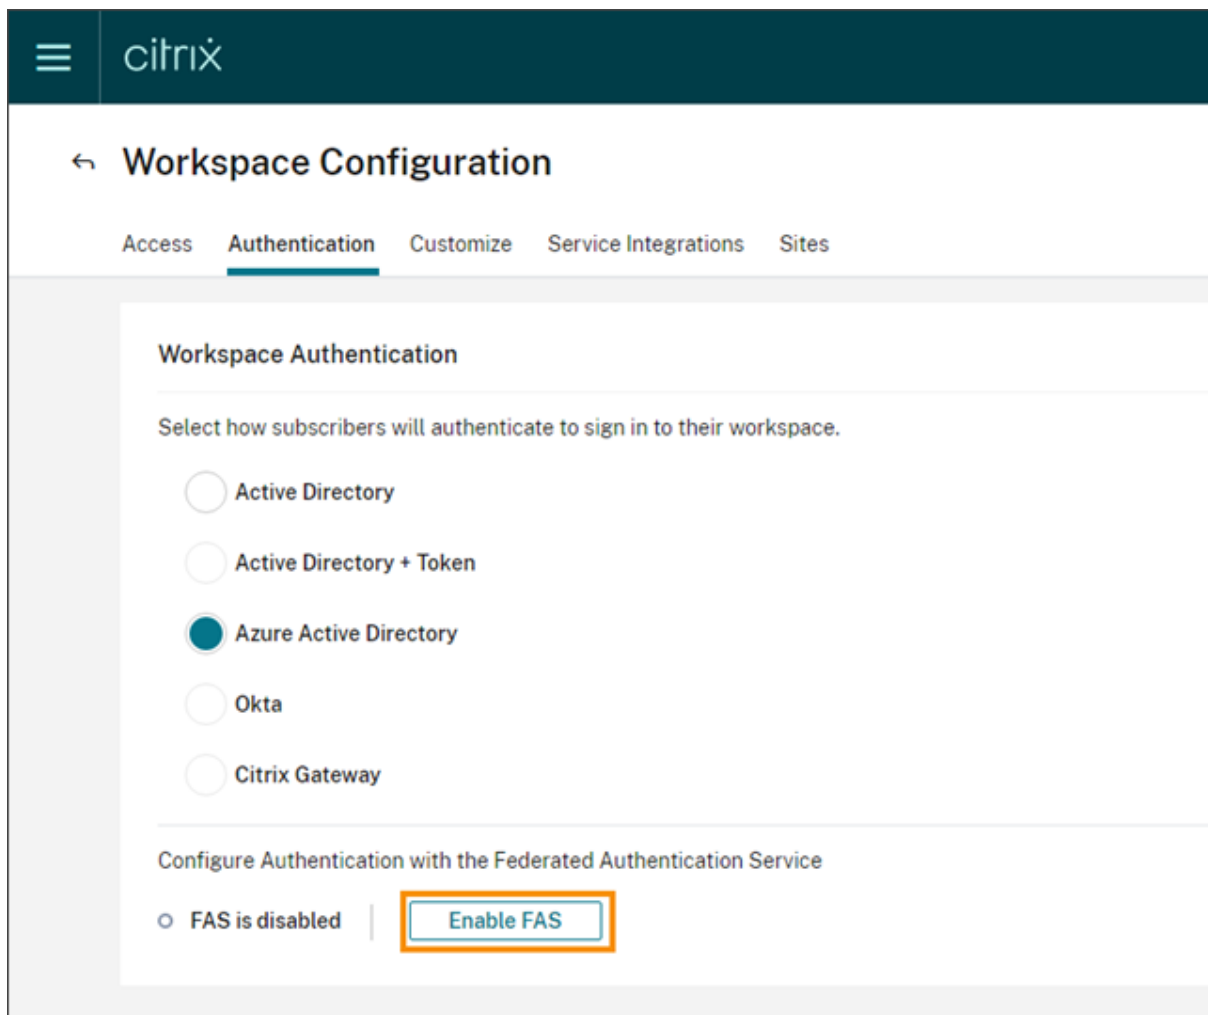 citrix
Workspace Configuration
Access Authentication Customize Service Integrations Sites
Workspace Authentication
Select how subscribers will authenticate to sign in to their workspace.
Active Directory
Active Directory + Token
Azure Active Directory
Okta
Citrix Gateway
Configure Authentication with the Federated Authentication Service
FAS is disabled Enable FAS